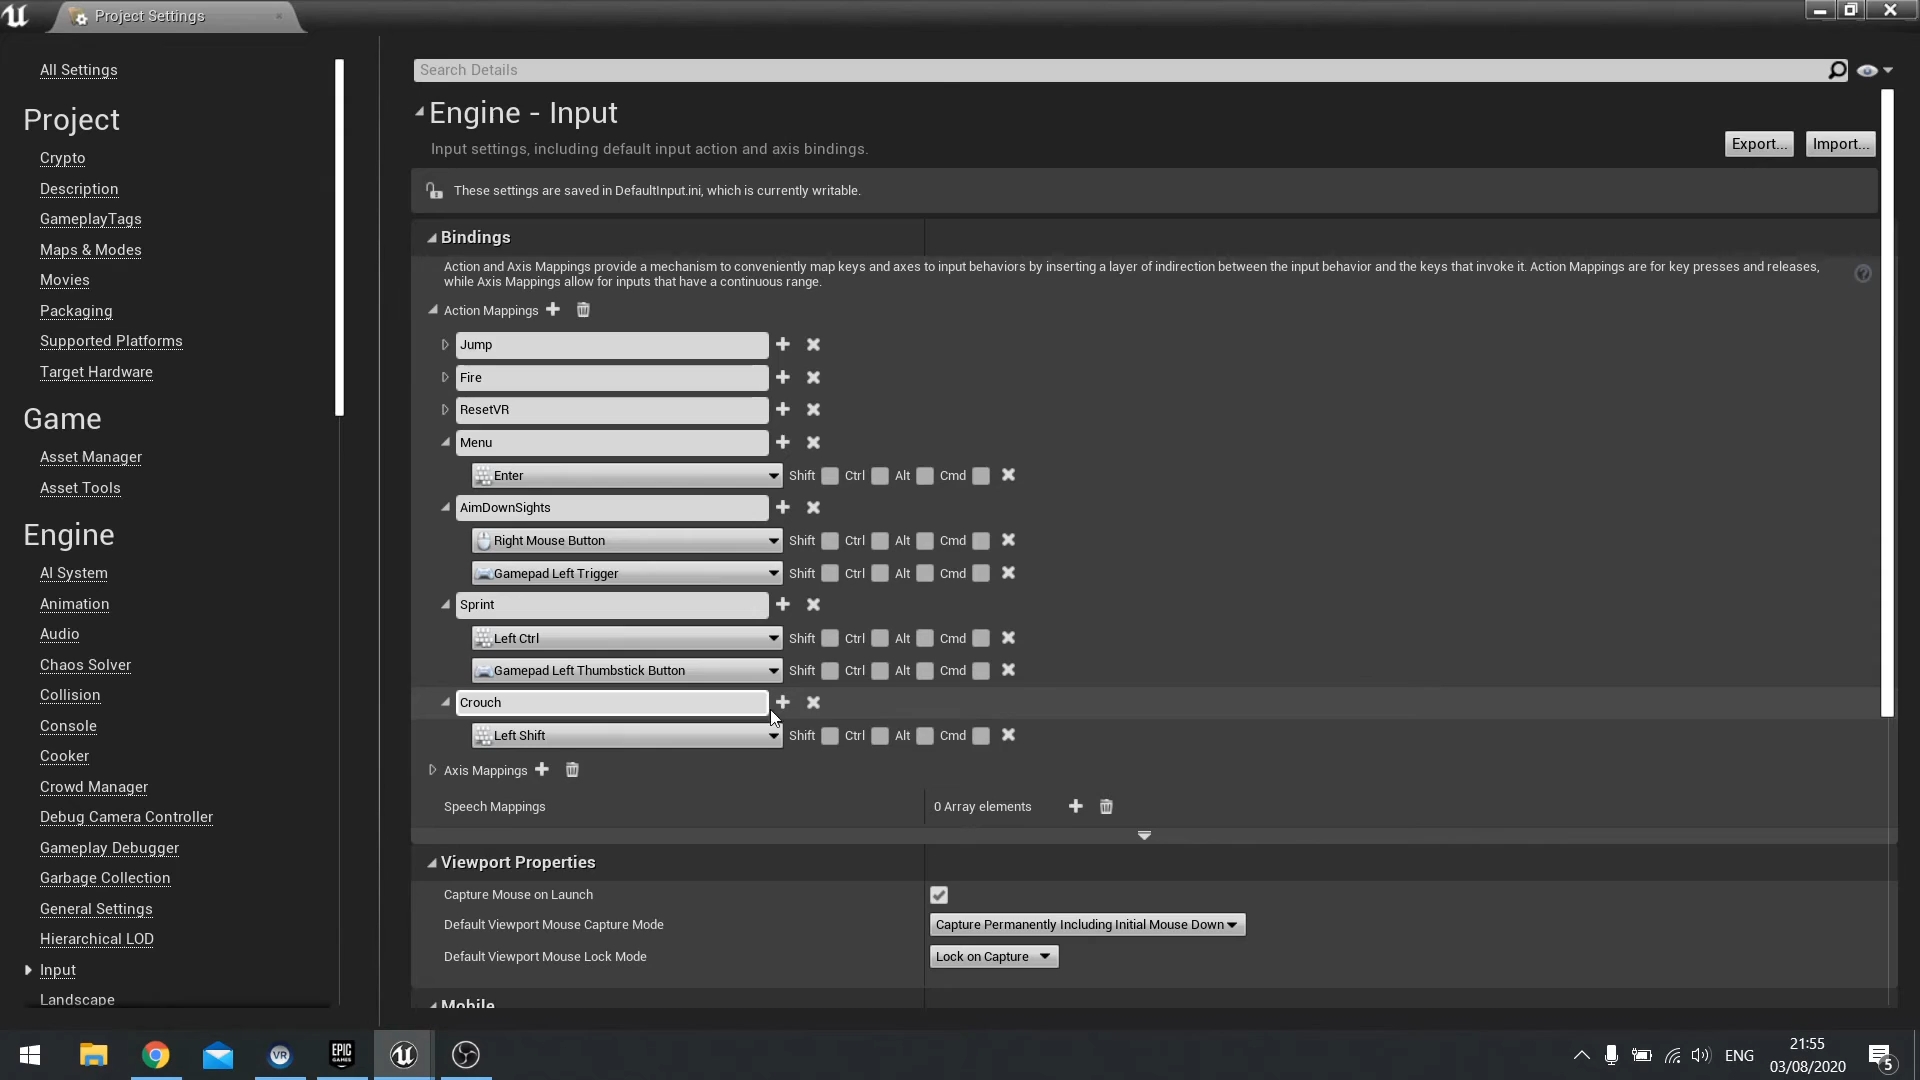 Project Settings
All Settings
Project
Crypto
Description
GameplayTags
Maps & Modes
Movies
Packaging
Supported Platforms
Target Hardware
Game
Asset Manager
Asset Tools
Engine
AI System
Animation
Audio
Chaos Solver
Collision
Console
Cooker
Crowd Manager
Debug Camera Controller
Gameplay Debugger
Garbage Collection
General Settings
Hierarchical LOD
Input
Landscape
Search Details
Engine - Input
Input settings, including default input action and axis bindings.
Export... Import...
These settings are saved in DefaultInput.ini, which is currently writable.
Bindings
Action and Axis Mappings provide a mechanism to conveniently map keys and axes to input behaviors by inserting a layer of indirection between the input behavior and the keys that invoke it. Action Mappings are for key presses and releases,
while Axis Mappings allow for inputs that have a continuous range.
Action Mappings
Jump
Fire
ResetVR
Menu
Enter Shift Ctrl Alt Cmd
AimDownSights
Right Mouse Button Shift Ctrl Alt Cmd
Gamepad Left Trigger Shift Ctrl Alt Cmd
Sprint
Left Ctrl Shift Ctrl Alt Cmd
Gamepad Left Thumbstick Button Shift Ctrl Alt Cmd
Crouch
Left Shift Shift Ctrl Alt Cmd
Axis Mappings
Speech Mappings 0 Array elements
Viewport Properties
Capture Mouse on Launch
Default Viewport Mouse Capture Mode Capture Permanently Including Initial Mouse Down
Default Viewport Mouse Lock Mode Lock on Capture
Mobile
VR
EPIC
GAMES
ENG
21:55
03/08/2020
5